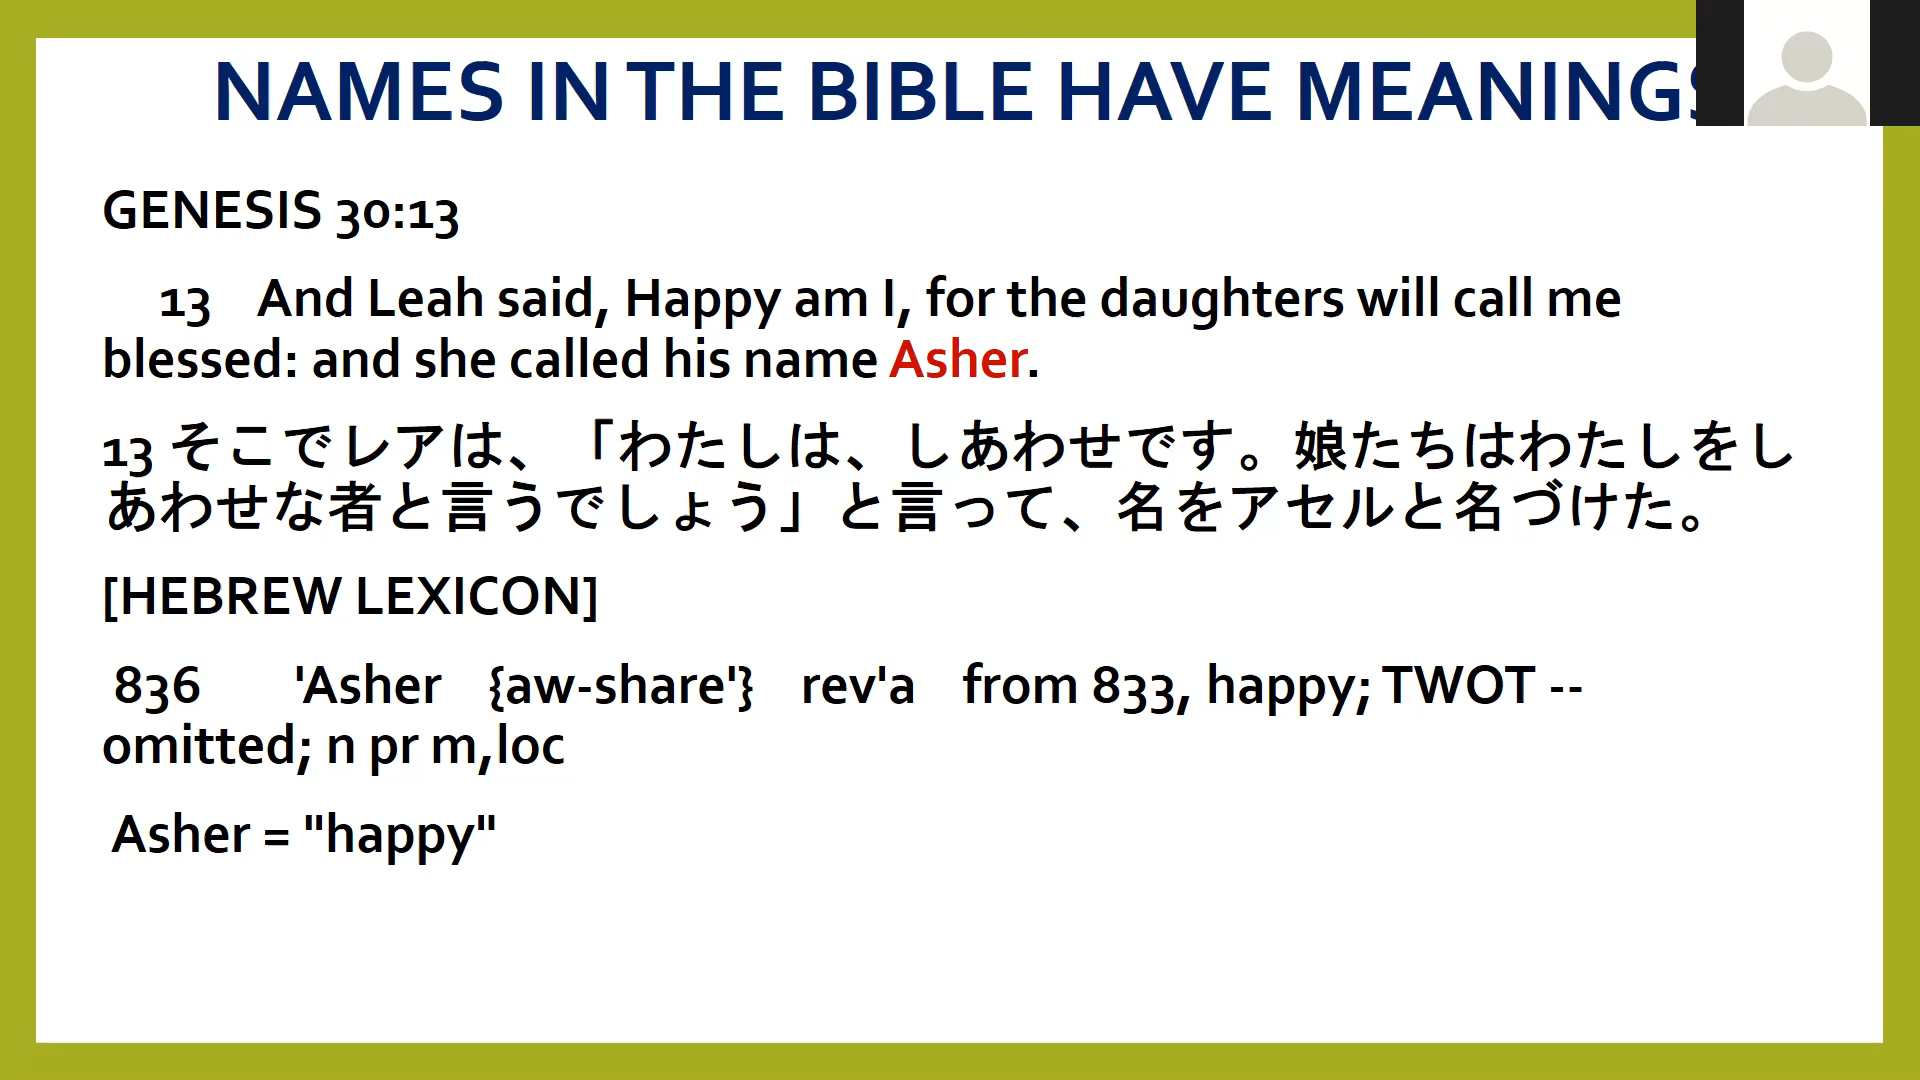 NAMES IN THE BIBLE HAVE MEANINGS
GENESIS 30:13
13 And Leah said, Happy am I, for the daughters will call me
blessed: and she called his name Asher.
13 そこでレアは、「わたしは、しあわせです。娘たちはわたしをし
あわせな者と言うでしょう」と言って、名をアセルと名づけた。
[HEBREW LEXICON]
836 'Asher {aw-share'} rev'a from 833, happy; TWOT --
omitted; n pr m,loc
Asher = "happy"